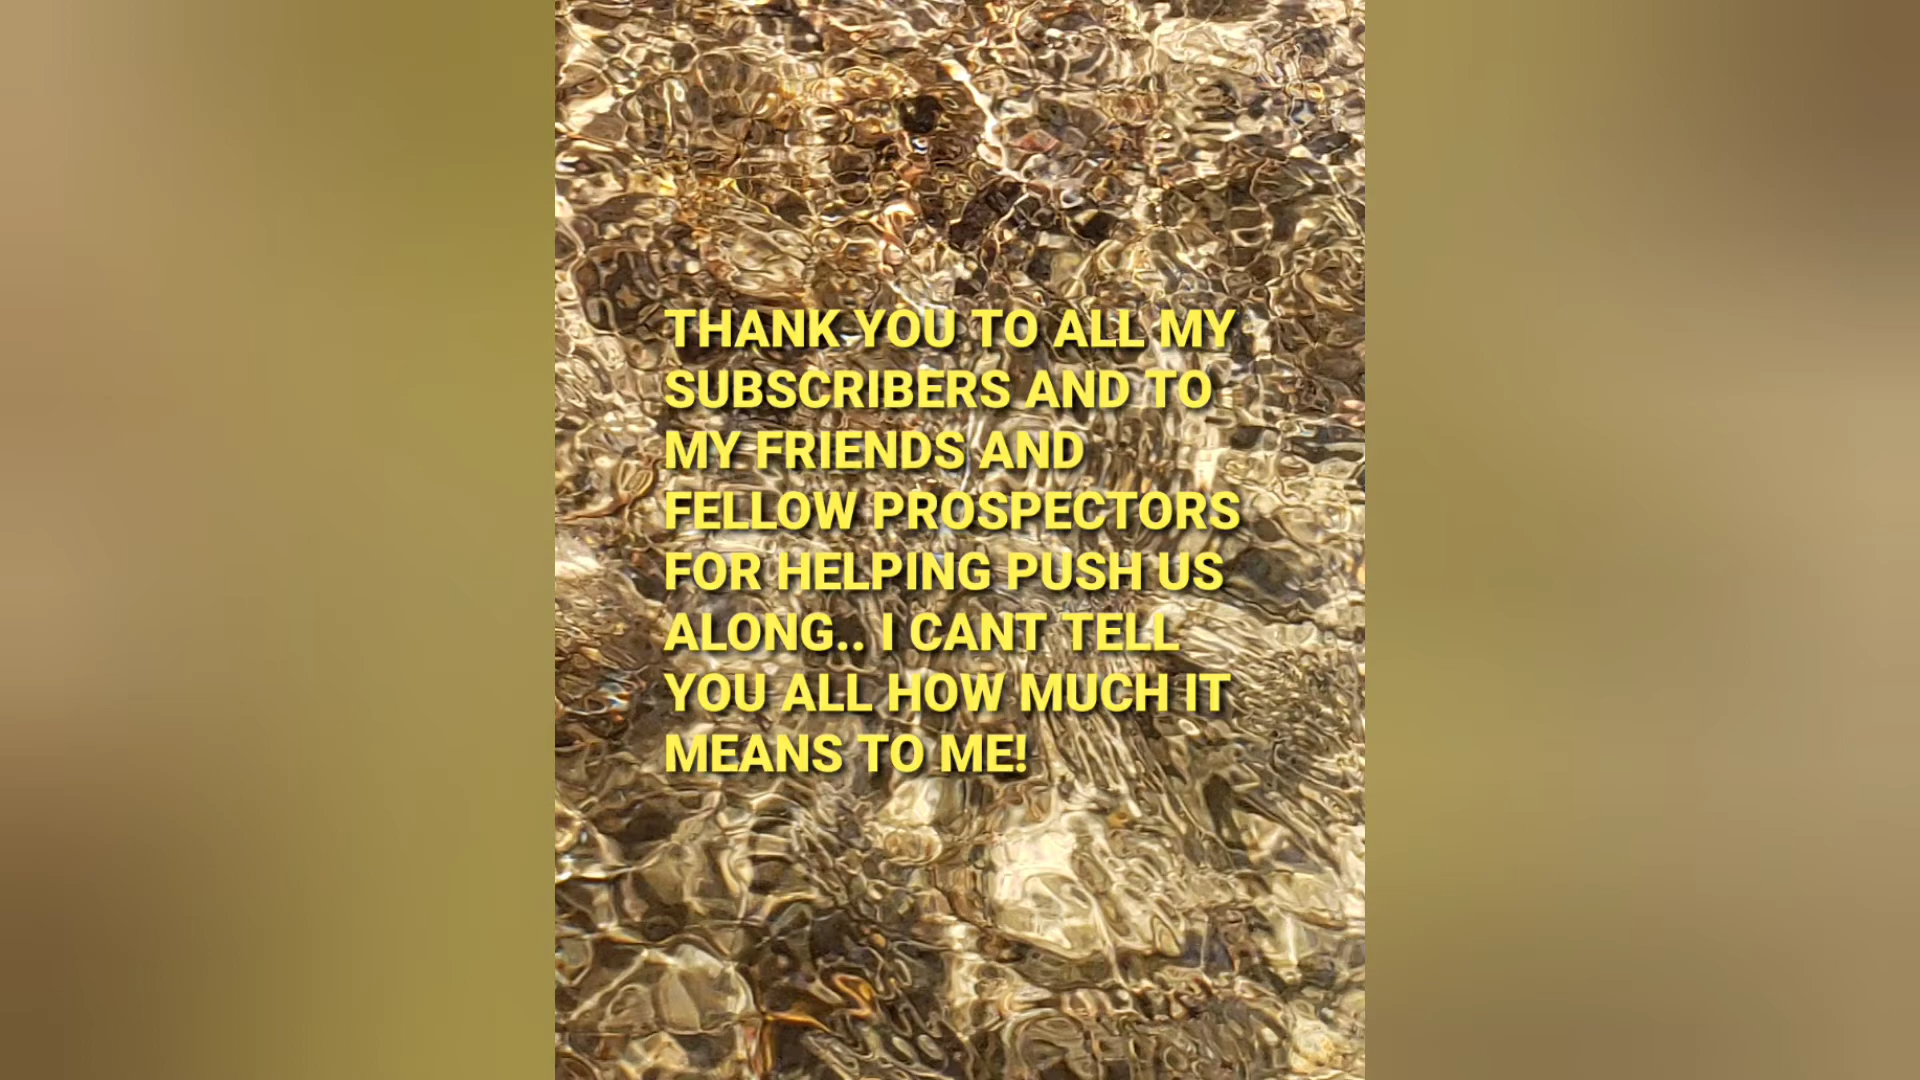 THANK YOU TO ALL MY
SUBSCRIBERS AND TO
MY FRIENDS AND
FELLOW PROSPECTORS
FOR HELPING PUSH US
ALONG.. I CANT TELL
YOU ALL HOW MUCH IT
MEANS TO ME!